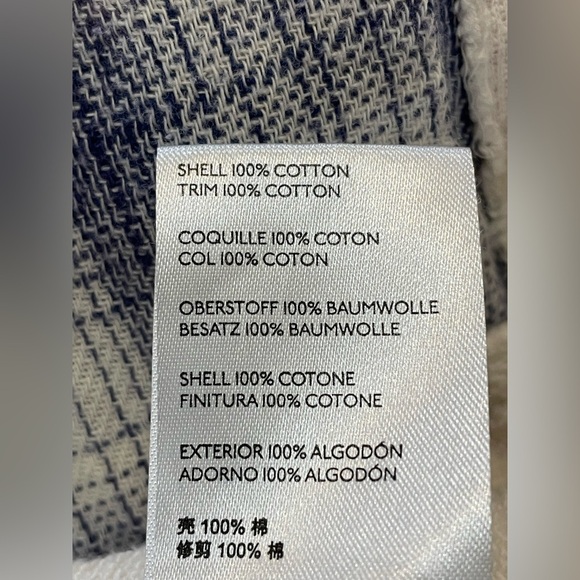 SHELL 100% COTTON
TRIM 100% COTTON
COQUILLE 100% COTON
COL 100% COTON
OBERSTOFF 100% BAUMWOLLE
BESATZ 100% BAUMWOLLE
SHELL 100% COTONE
FINITURA 100% COTONE
EXTERIOR 100% ALGODÓN
ADORNO 100% ALGODÓN
壳 100% 棉
修剪 100% 棉